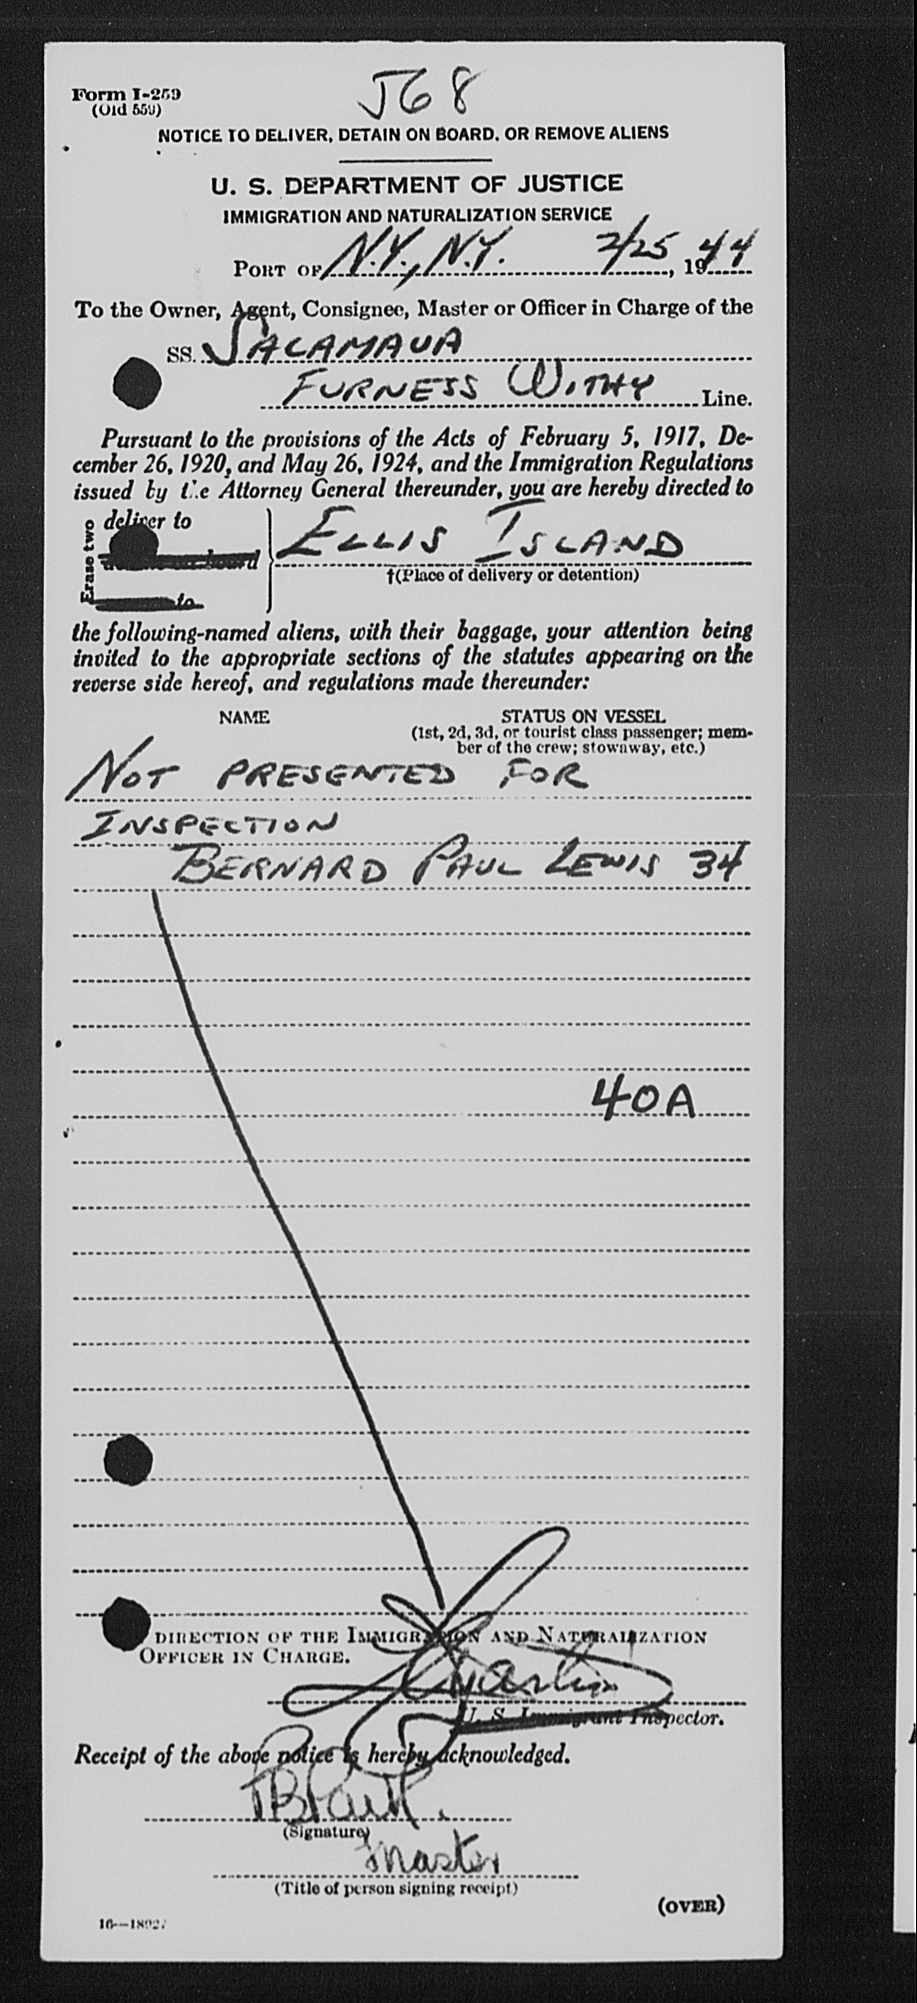 Form I-259
(Old 559)
J68
NOTICE TO DELIVER, DETAIN ON BOARD, OR REMOVE ALIENS
U. S. DEPARTMENT OF JUSTICE
IMMIGRATION AND NATURALIZATION SERVICE
PORT OF N.Y., N.Y. 2/25, 1944
To the Owner, Agent, Consignee, Master or Officer in Charge of the
SS. SALAMAUA
FURNESS WITHY Line.
Pursuant to the provisions of the Acts of February 5, 1917, De-
cember 26, 1920, and May 26, 1924, and the Immigration Regulations
issued by the Attorney General thereunder, you are hereby directed to
Erase two
deliver to
on board
to
ELLIS ISLAND
†(Place of delivery or detention)
the following-named aliens, with their baggage, your attention being
invited to the appropriate sections of the statutes appearing on the
reverse side hereof, and regulations made thereunder:
NAME STATUS ON VESSEL
(1st, 2d, 3d, or tourist class passenger; mem-
ber of the crew; stowaway, etc.)
NOT PRESENTED FOR
INSPECTION
BERNARD PAUL LEWIS 34
40A
DIRECTION OF THE IMMIGRATION AND NATURALIZATION
OFFICER IN CHARGE.
U. S. Immigrant Inspector.
Receipt of the above notice is hereby acknowledged.
(Signature)
Master
(Title of person signing receipt)
(OVER)